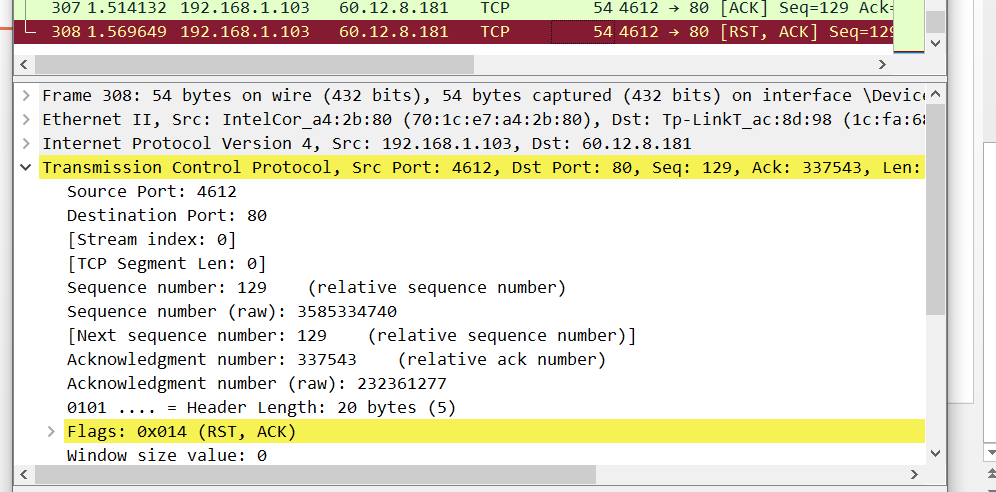 307 1.514132 192.168.1.103 60.12.8.181 TCP 54 4612 → 80 [ACK] Seq=129 Ack=
308 1.569649 192.168.1.103 60.12.8.181 TCP 54 4612 → 80 [RST, ACK] Seq=129
Frame 308: 54 bytes on wire (432 bits), 54 bytes captured (432 bits) on interface \Device
Ethernet II, Src: IntelCor_a4:2b:80 (70:1c:e7:a4:2b:80), Dst: Tp-LinkT_ac:8d:98 (1c:fa:68
Internet Protocol Version 4, Src: 192.168.1.103, Dst: 60.12.8.181
Transmission Control Protocol, Src Port: 4612, Dst Port: 80, Seq: 129, Ack: 337543, Len:
Source Port: 4612
Destination Port: 80
[Stream index: 0]
[TCP Segment Len: 0]
Sequence number: 129 (relative sequence number)
Sequence number (raw): 3585334740
[Next sequence number: 129 (relative sequence number)]
Acknowledgment number: 337543 (relative ack number)
Acknowledgment number (raw): 232361277
0101 .... = Header Length: 20 bytes (5)
Flags: 0x014 (RST, ACK)
Window size value: 0